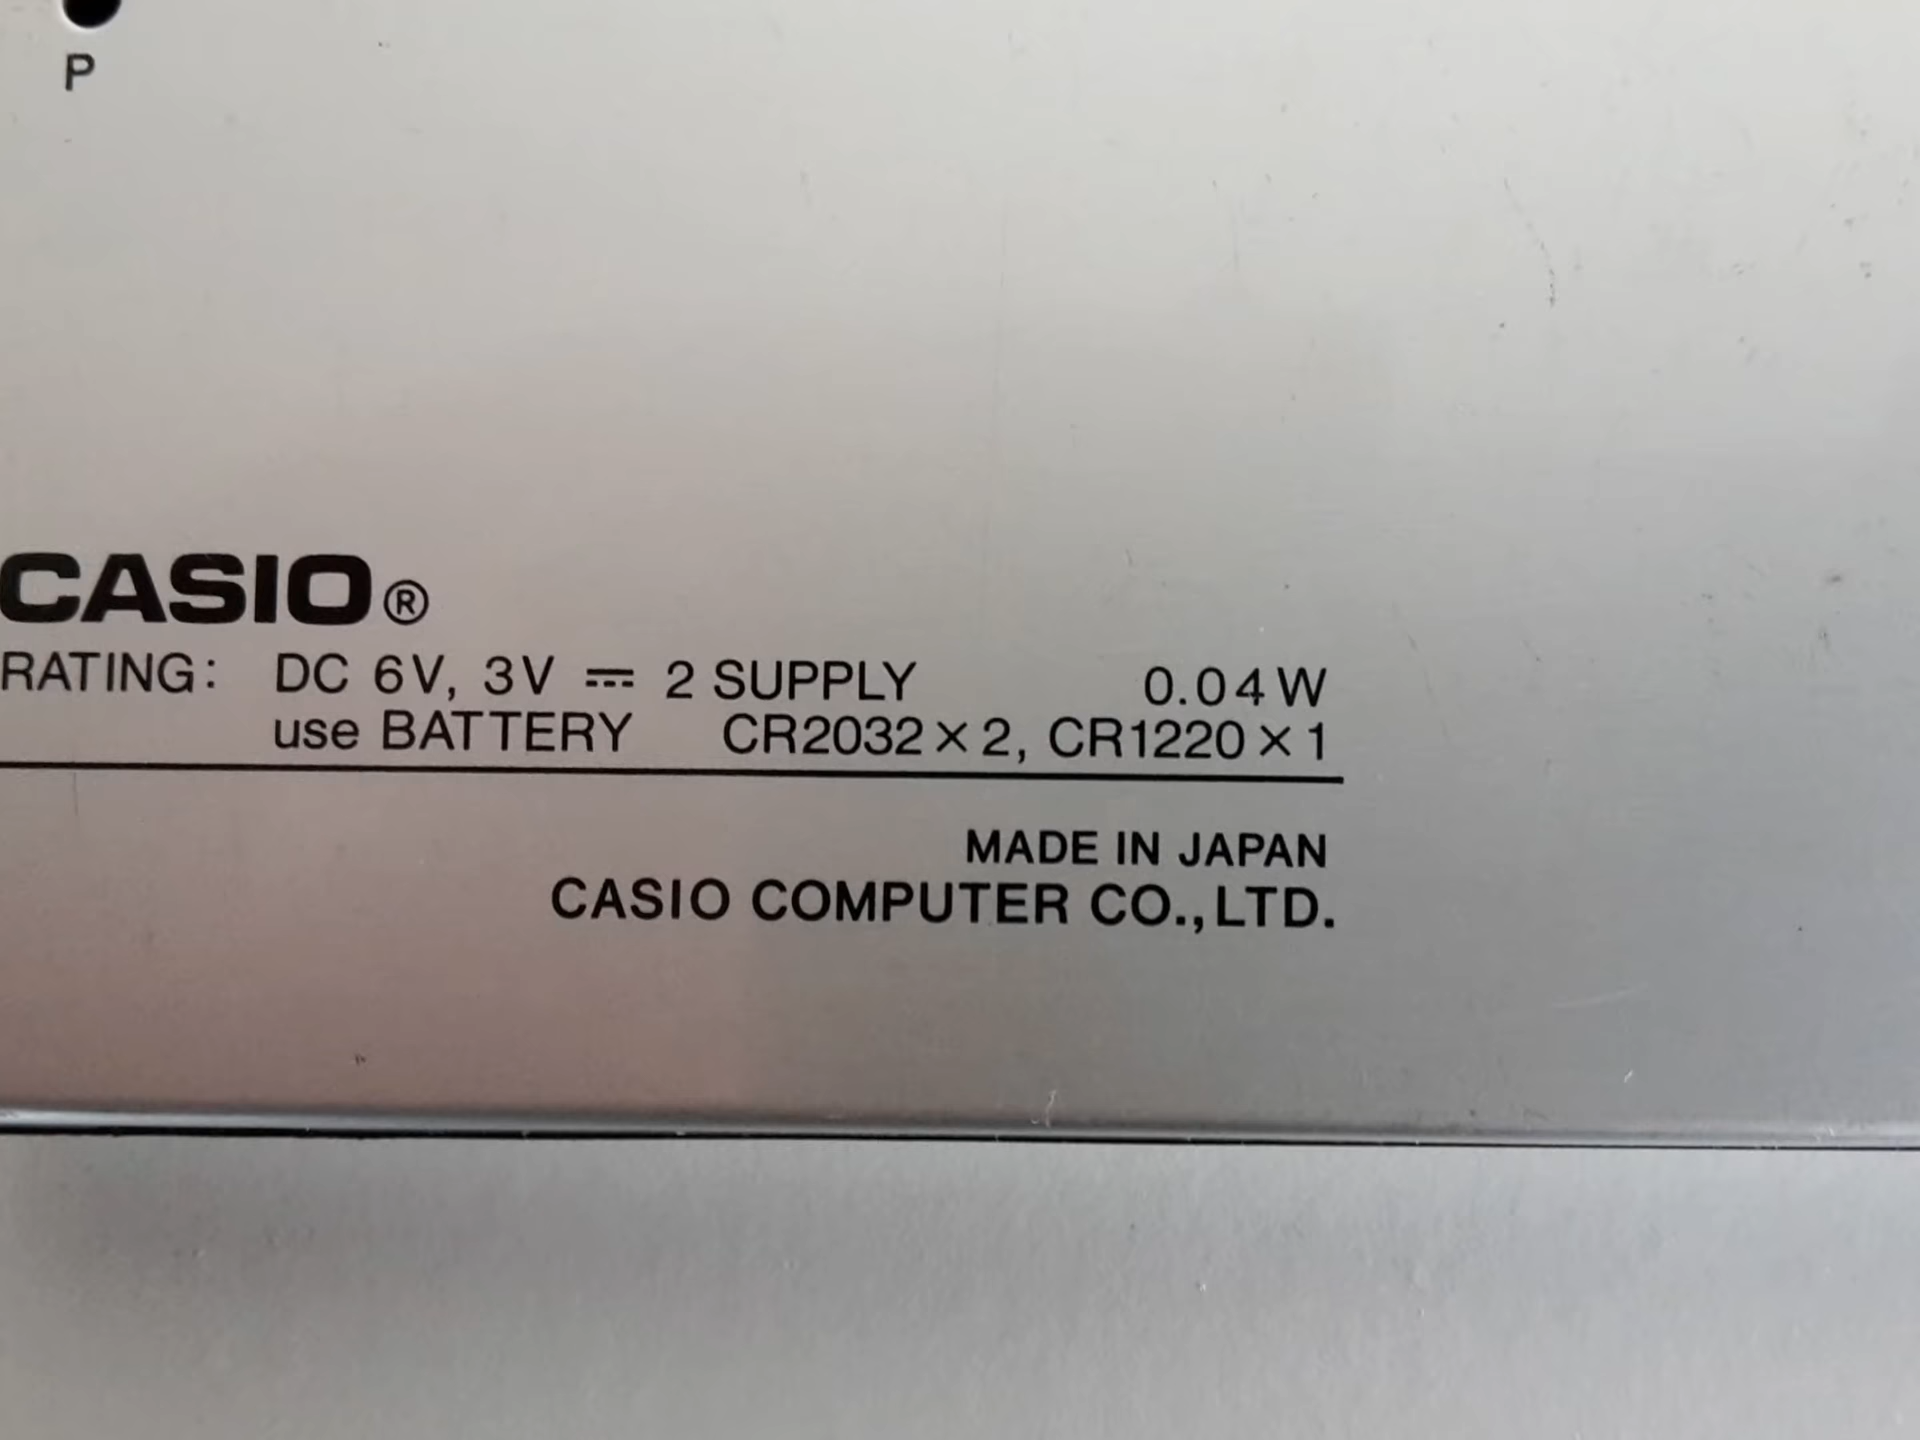 P
CASIO®
RATING: DC 6V, 3V ⎓ 2 SUPPLY 0.04W
use BATTERY CR2032×2, CR1220×1
MADE IN JAPAN
CASIO COMPUTER CO., LTD.